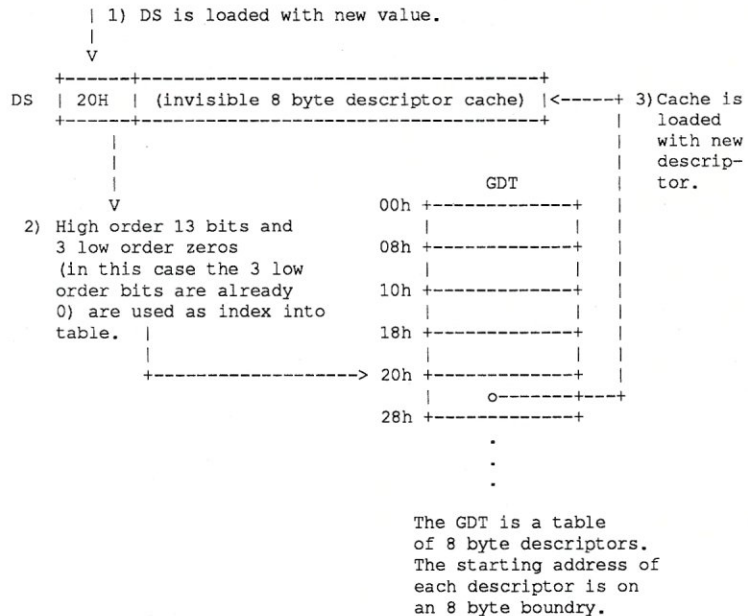 1) DS is loaded with new value.
DS | 20H | (invisible 8 byte descriptor cache) |<-----+ 3)Cache is
loaded
with new
descrip-
tor.
GDT
00h
2) High order 13 bits and
3 low order zeros
(in this case the 3 low
order bits are already
0) are used as index into
table.
08h
10h
18h
20h
28h
The GDT is a table
of 8 byte descriptors.
The starting address of
each descriptor is on
an 8 byte boundry.